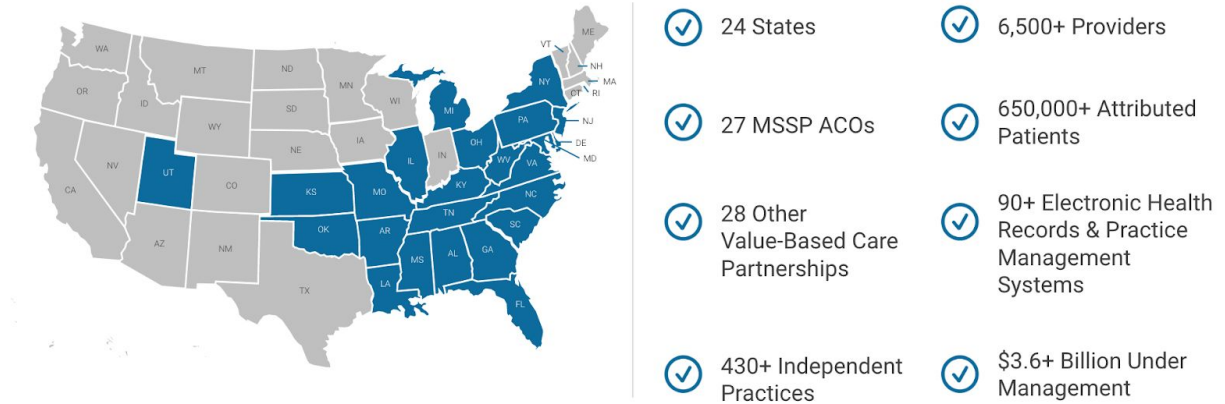 WA
OR
CA
ID
NV
MT
WY
UT
AZ
CO
NM
ND
SD
NE
KS
OK
TX
MN
IA
MO
AR
LA
WI
IL
MI
IN
OH
KY
TN
MS
AL
GA
FL
SC
NC
VA
WV
PA
NY
VT
ME
NH
MA
CT
RI
NJ
DE
MD
24 States
27 MSSP ACOs
28 Other
Value-Based Care
Partnerships
430+ Independent
Practices
6,500+ Providers
650,000+ Attributed
Patients
90+ Electronic Health
Records & Practice
Management
Systems
$3.6+ Billion Under
Management